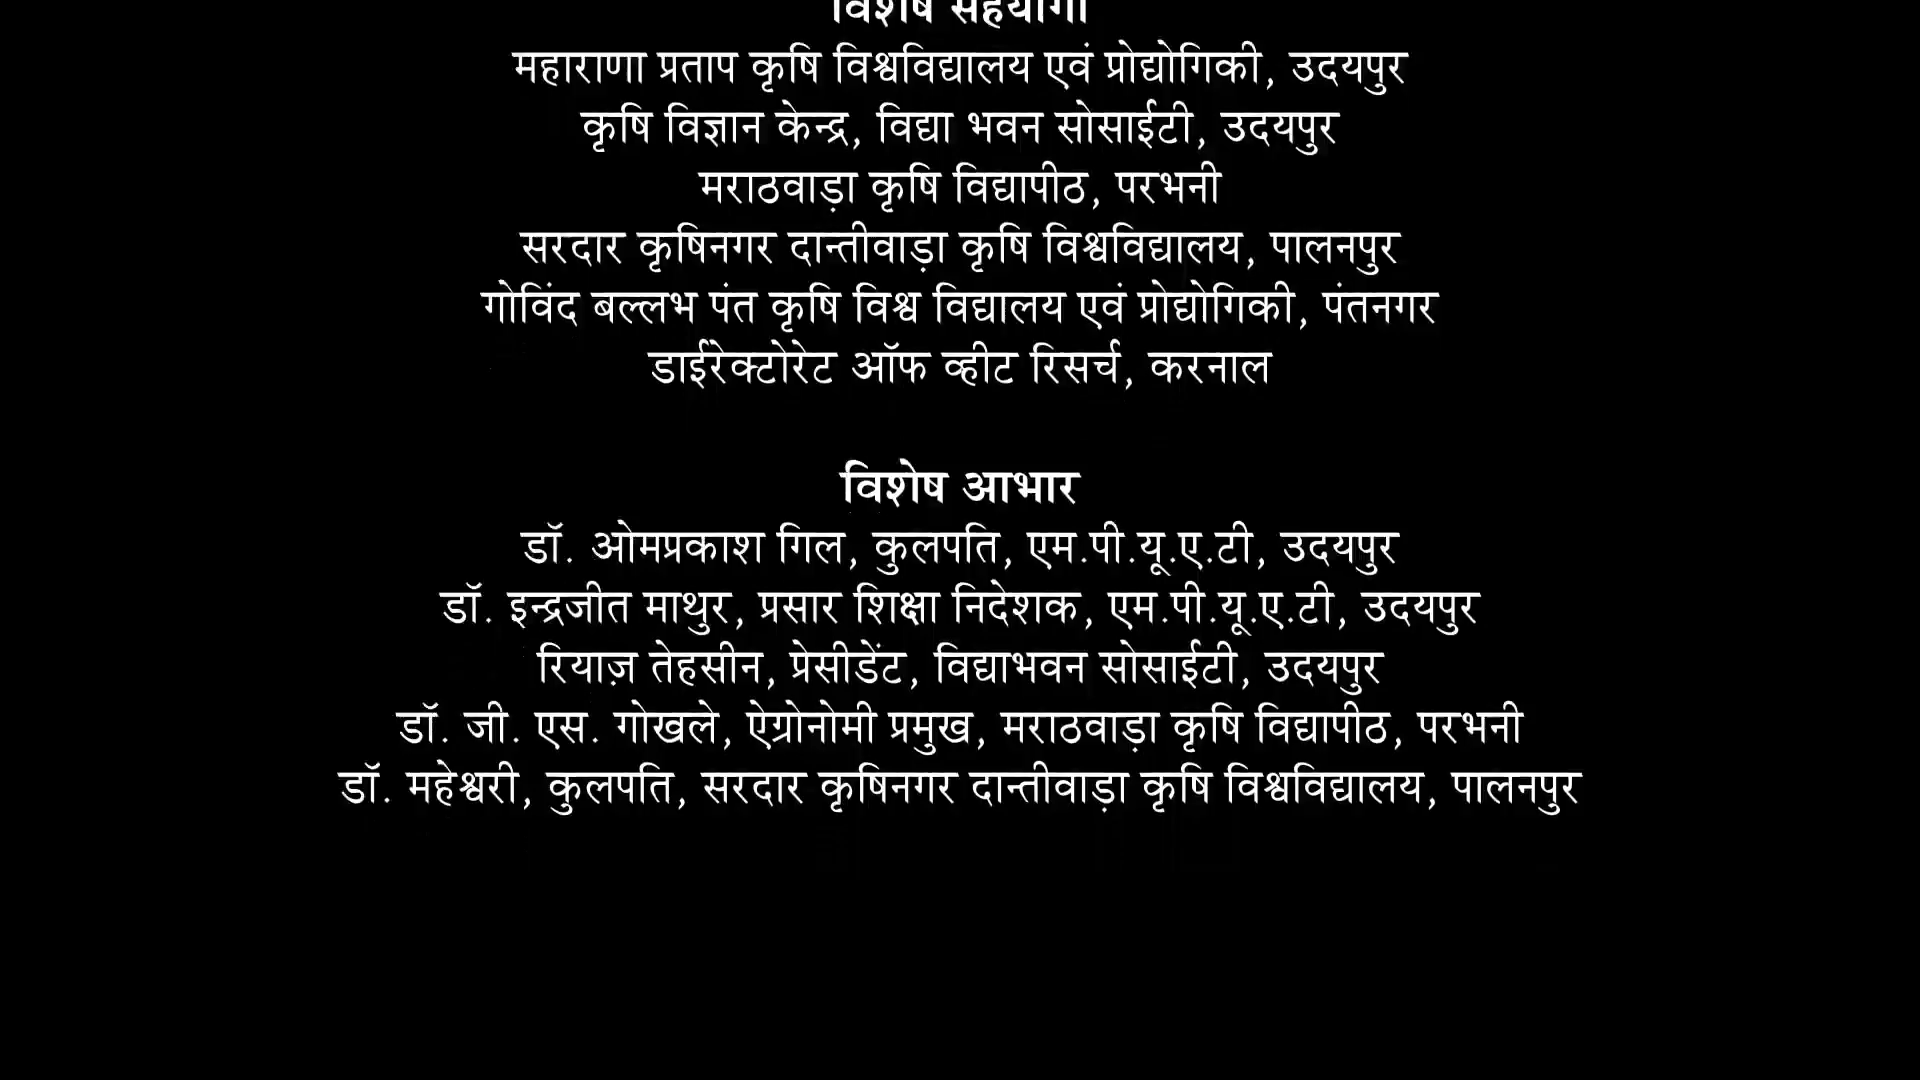 विशेष सहयोगी
महाराणा प्रताप कृषि विश्वविद्यालय एवं प्रोद्योगिकी, उदयपुर
कृषि विज्ञान केन्द्र, विद्या भवन सोसाईटी, उदयपुर
मराठवाड़ा कृषि विद्यापीठ, परभनी
सरदार कृषिनगर दान्तीवाड़ा कृषि विश्वविद्यालय, पालनपुर
गोविंद बल्लभ पंत कृषि विश्व विद्यालय एवं प्रोद्योगिकी, पंतनगर
डाईरेक्टोरेट ऑफ व्हीट रिसर्च, करनाल
विशेष आभार
डॉ. ओमप्रकाश गिल, कुलपति, एम.पी.यू.ए.टी, उदयपुर
डॉ. इन्द्रजीत माथुर, प्रसार शिक्षा निदेशक, एम.पी.यू.ए.टी, उदयपुर
रियाज़ तेहसीन, प्रेसीडेंट, विद्याभवन सोसाईटी, उदयपुर
डॉ. जी. एस. गोखले, ऐग्रोनोमी प्रमुख, मराठवाड़ा कृषि विद्यापीठ, परभनी
डॉ. महेश्वरी, कुलपति, सरदार कृषिनगर दान्तीवाड़ा कृषि विश्वविद्यालय, पालनपुर